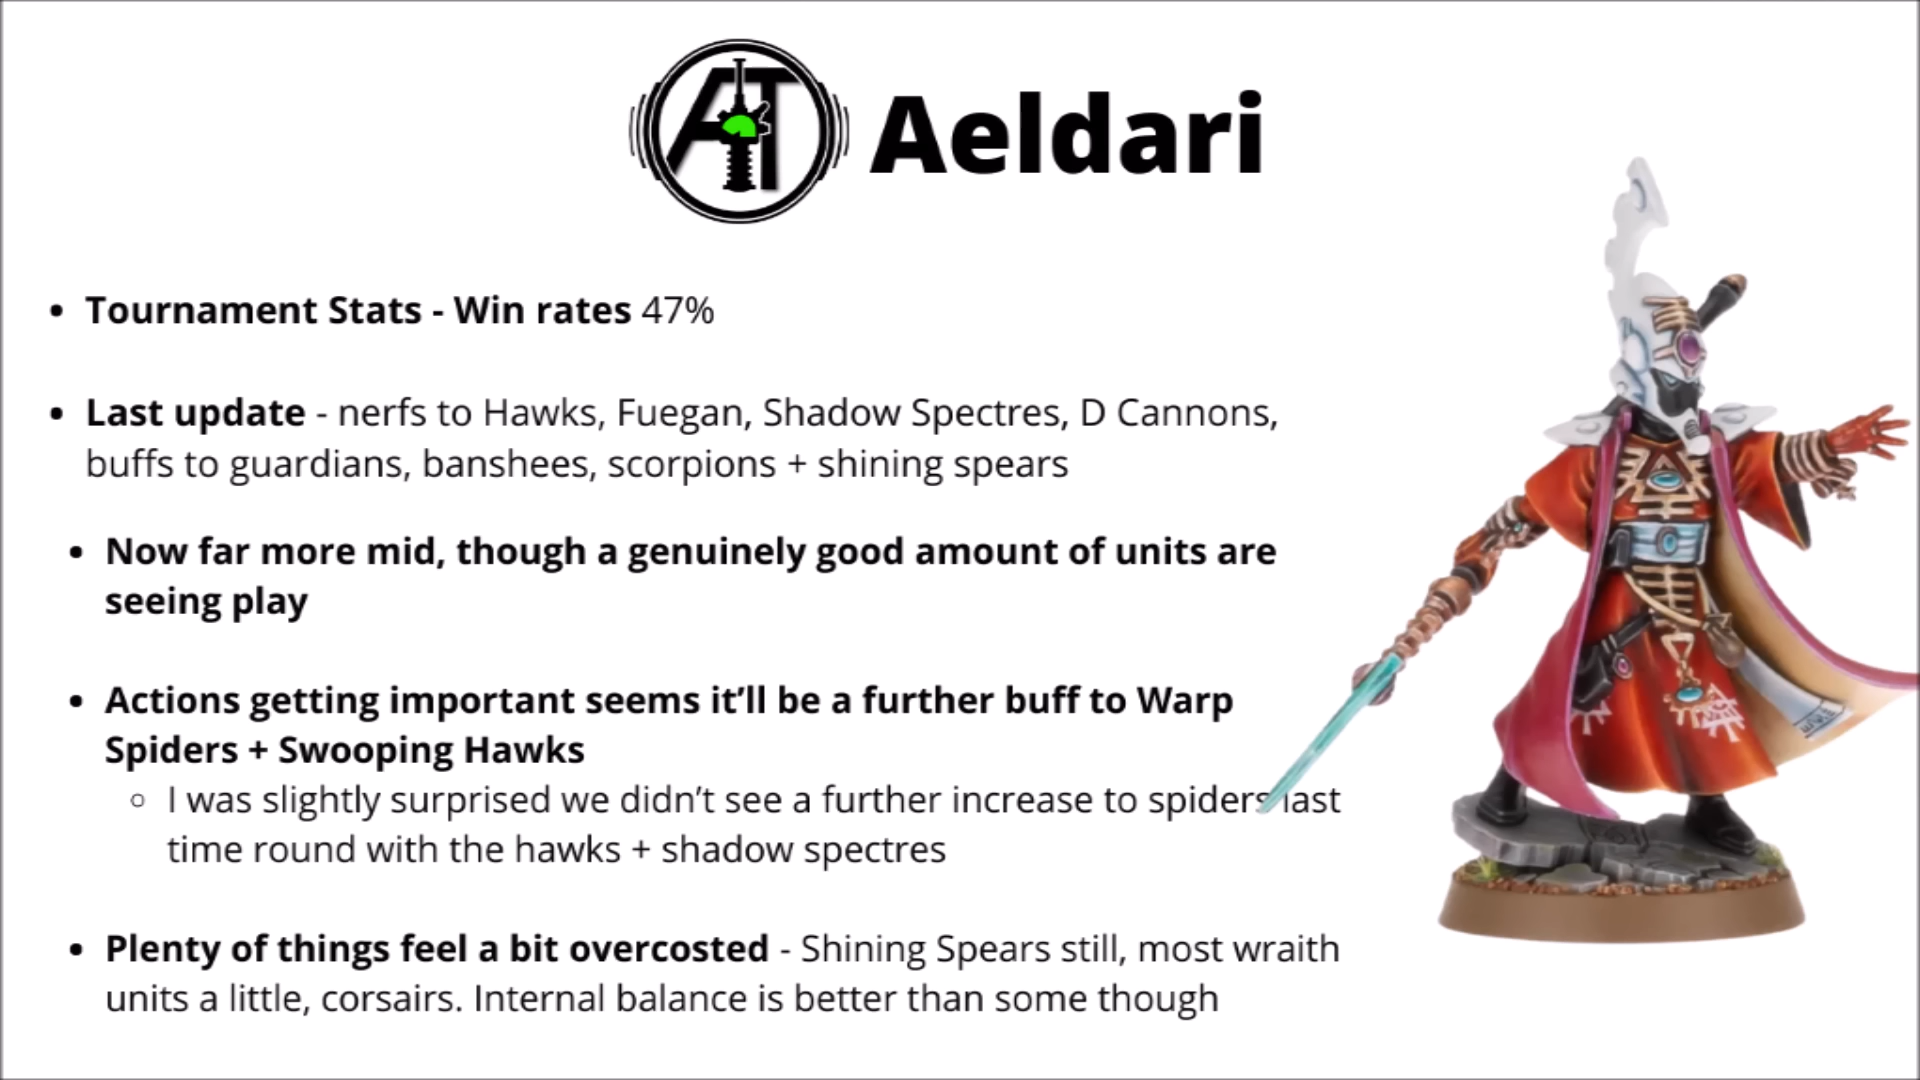 AT Aeldari
• Tournament Stats - Win rates 47%
• Last update - nerfs to Hawks, Fuegan, Shadow Spectres, D Cannons,
buffs to guardians, banshees, scorpions + shining spears
• Now far more mid, though a genuinely good amount of units are
seeing play
• Actions getting important seems it’ll be a further buff to Warp
Spiders + Swooping Hawks
◦ I was slightly surprised we didn’t see a further increase to spiders last
time round with the hawks + shadow spectres
• Plenty of things feel a bit overcosted - Shining Spears still, most wraith
units a little, corsairs. Internal balance is better than some though